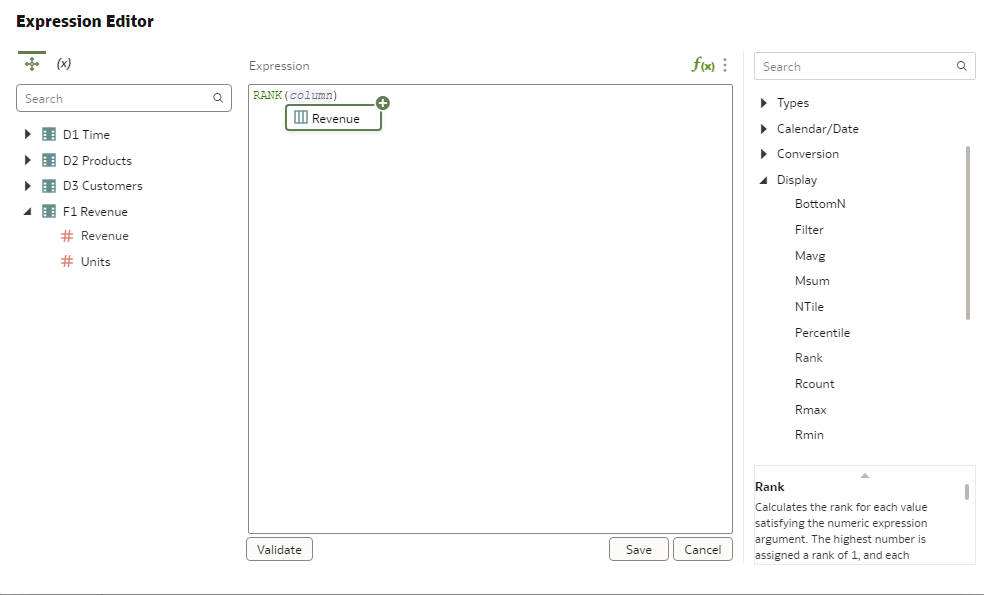 Expression Editor
(x)
Search
D1 Time
D2 Products
D3 Customers
F1 Revenue
# Revenue
# Units
Expression
f(x)
RANK(column)
Revenue
Validate
Save
Cancel
Search
Types
Calendar/Date
Conversion
Display
BottomN
Filter
Mavg
Msum
NTile
Percentile
Rank
Rcount
Rmax
Rmin
Rank
Calculates the rank for each value
satisfying the numeric expression
argument. The highest number is
assigned a rank of 1, and each